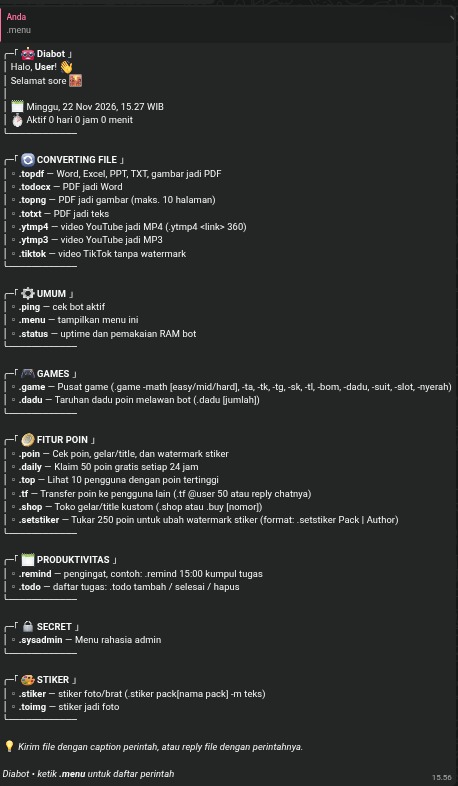 Anda
.menu
╭─「 🤖 Diabot 」
│ Halo, User! 👋
│ Selamat sore 🌇
│
│ 🗓️ Minggu, 22 Nov 2026, 15.27 WIB
│ ⏱️ Aktif 0 hari 0 jam 0 menit
╰────────────
╭─「 🔄 CONVERTING FILE 」
│ ▫ .topdf — Word, Excel, PPT, TXT, gambar jadi PDF
│ ▫ .todocx — PDF jadi Word
│ ▫ .topng — PDF jadi gambar (maks. 10 halaman)
│ ▫ .totxt — PDF jadi teks
│ ▫ .ytmp4 — video YouTube jadi MP4 (.ytmp4 <link> 360)
│ ▫ .ytmp3 — video YouTube jadi MP3
│ ▫ .tiktok — video TikTok tanpa watermark
╰────────────
╭─「 ⚙️ UMUM 」
│ ▫ .ping — cek bot aktif
│ ▫ .menu — tampilkan menu ini
│ ▫ .status — uptime dan pemakaian RAM bot
╰────────────
╭─「 🎮 GAMES 」
│ ▫ .game — Pusat game (.game -math [easy/mid/hard], -ta, -tk, -tg, -sk, -tl, -bom, -dadu, -suit, -slot, -nyerah)
│ ▫ .dadu — Taruhan dadu poin melawan bot (.dadu [jumlah])
╰────────────
╭─「 🪙 FITUR POIN 」
│ ▫ .poin — Cek poin, gelar/title, dan watermark stiker
│ ▫ .daily — Klaim 50 poin gratis setiap 24 jam
│ ▫ .top — Lihat 10 pengguna dengan poin tertinggi
│ ▫ .tf — Transfer poin ke pengguna lain (.tf @user 50 atau reply chatnya)
│ ▫ .shop — Toko gelar/title kustom (.shop atau .buy [nomor])
│ ▫ .setstiker — Tukar 250 poin untuk ubah watermark stiker (format: .setstiker Pack | Author)
╰────────────
╭─「 🗓️ PRODUKTIVITAS 」
│ ▫ .remind — pengingat, contoh: .remind 15:00 kumpul tugas
│ ▫ .todo — daftar tugas: .todo tambah / selesai / hapus
╰────────────
╭─「 🔒 SECRET 」
│ ▫ .sysadmin — Menu rahasia admin
╰────────────
╭─「 🎨 STIKER 」
│ ▫ .stiker — stiker foto/brat (.stiker pack[nama pack] -m teks)
│ ▫ .toimg — stiker jadi foto
╰────────────
💡 Kirim file dengan caption perintah, atau reply file dengan perintahnya.
Diabot • ketik .menu untuk daftar perintah
15.56